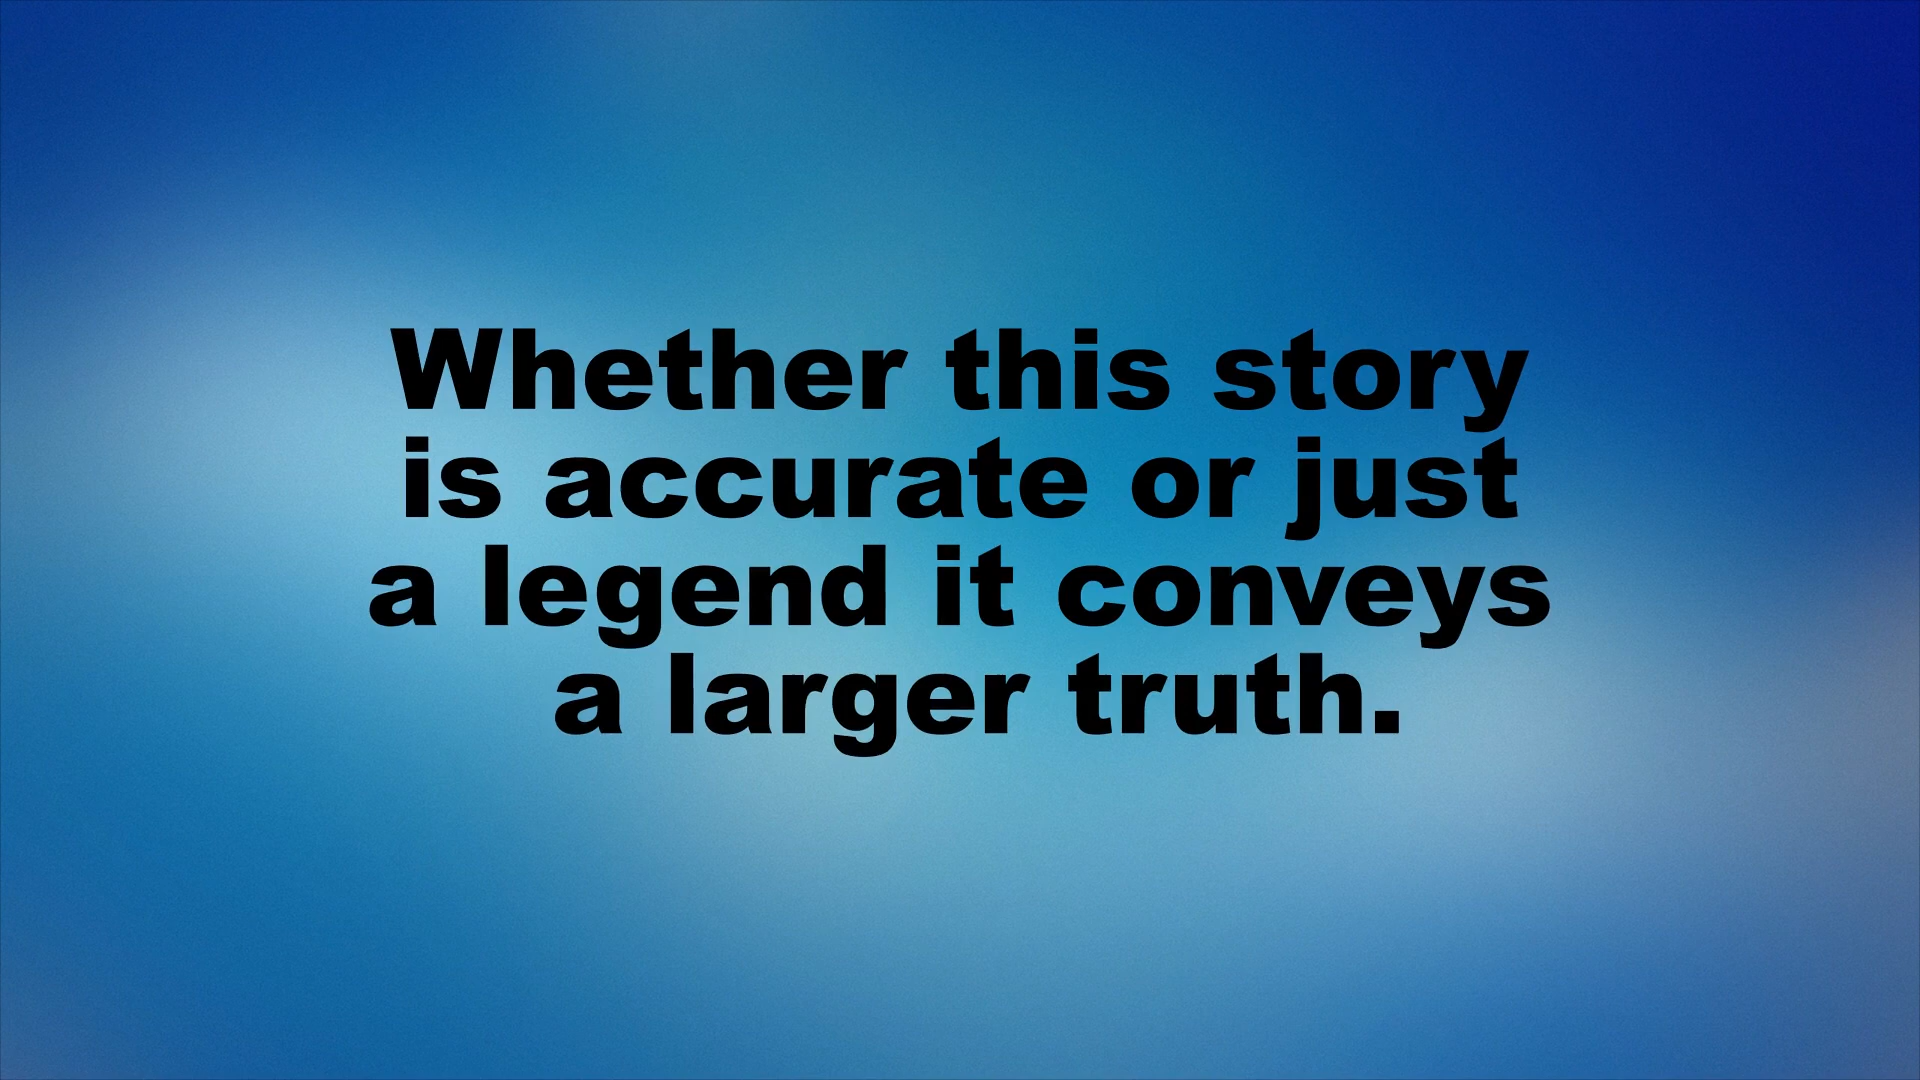 Whether this story
is accurate or just
a legend it conveys
a larger truth.